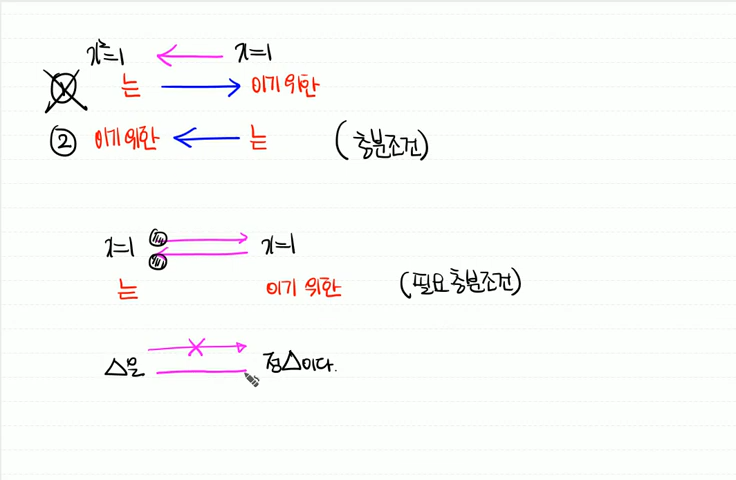 x²=1 ← x=1
① 는 → 이기 위한
② 이기 위한 ← 는 (충분조건)
x=1 x=1
는 이기 위한 (필요충분조건)
△은 정△이다.